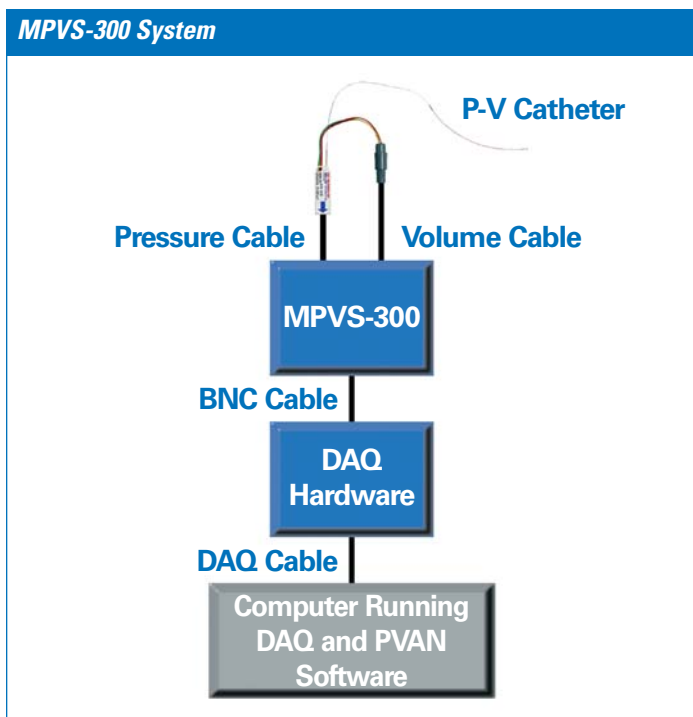 MPVS-300 System
P-V Catheter
Pressure Cable
Volume Cable
MPVS-300
BNC Cable
DAQ
Hardware
DAQ Cable
Computer Running
DAQ and PVAN
Software